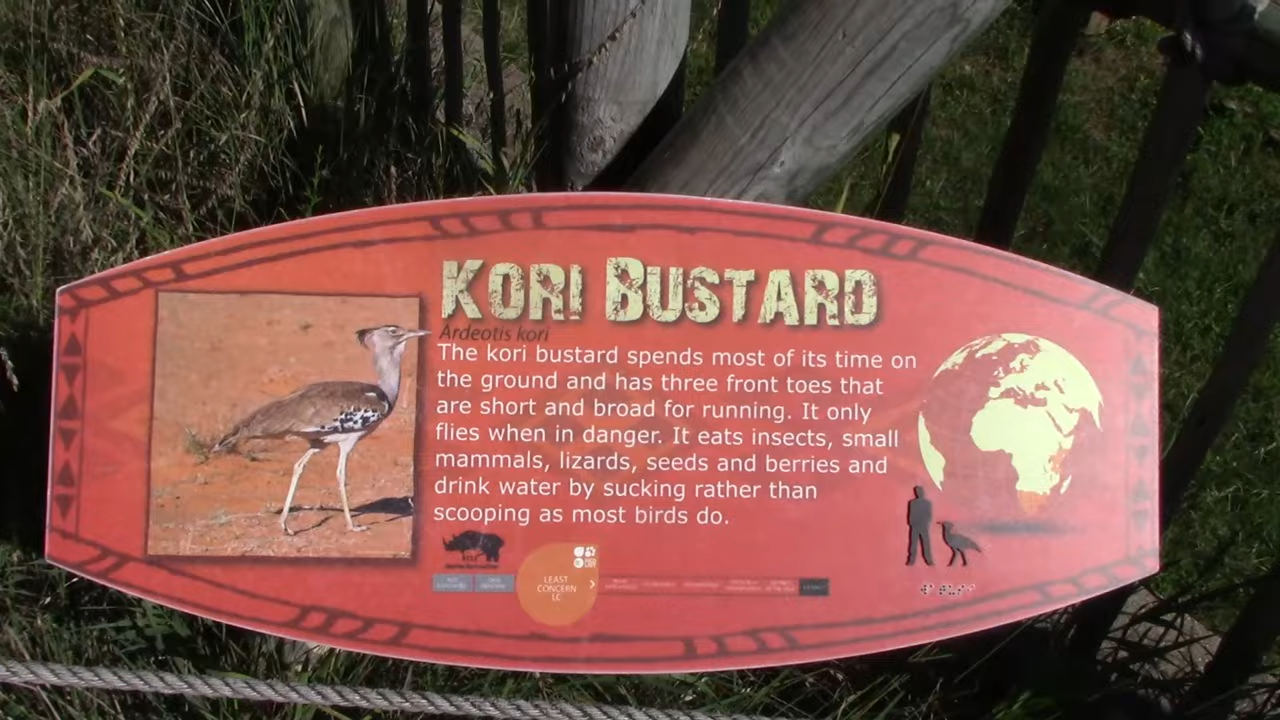 KORI BUSTARD
Ardeotis kori
The kori bustard spends most of its time on
the ground and has three front toes that
are short and broad for running. It only
flies when in danger. It eats insects, small
mammals, lizards, seeds and berries and
drink water by sucking rather than
scooping as most birds do.
LEAST
CONCERN
LC